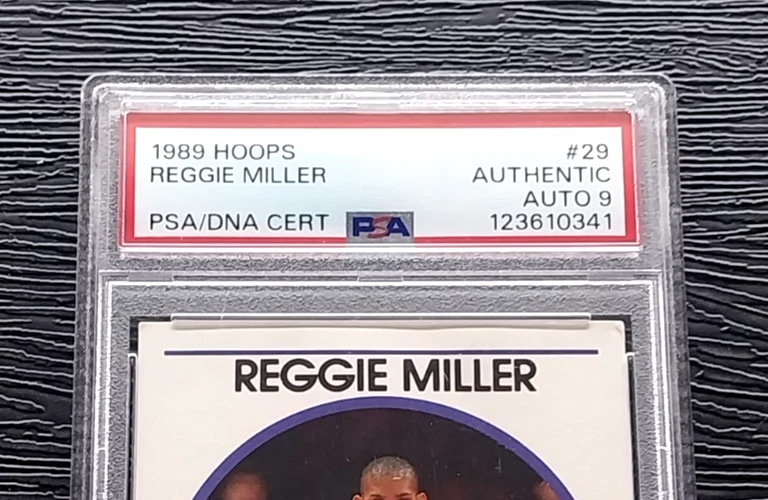 1989 HOOPS #29
REGGIE MILLER AUTHENTIC
AUTO 9
PSA/DNA CERT PSA 123610341
REGGIE MILLER